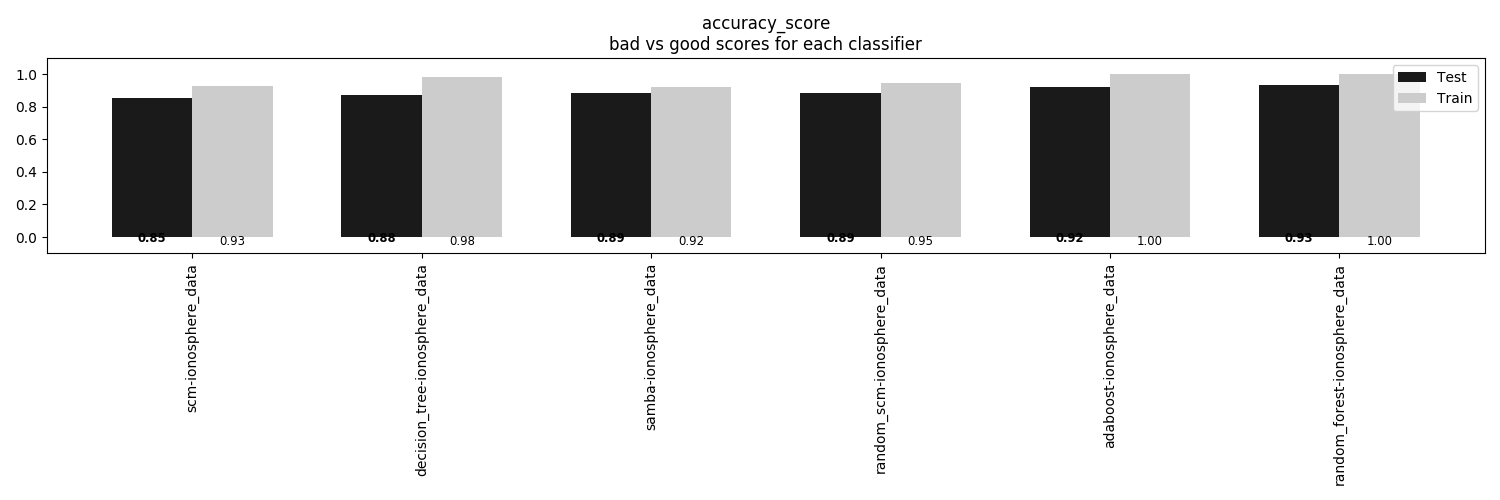 accuracy_score
bad vs good scores for each classifier
1.0
0.8
0.6
0.4
0.2
0.0
Test
Train
0.85
0.93
0.88
0.98
0.89
0.92
0.89
0.95
0.92
1.00
0.93
1.00
scm-ionosphere_data
decision_tree-ionosphere_data
samba-ionosphere_data
random_scm-ionosphere_data
adaboost-ionosphere_data
random_forest-ionosphere_data